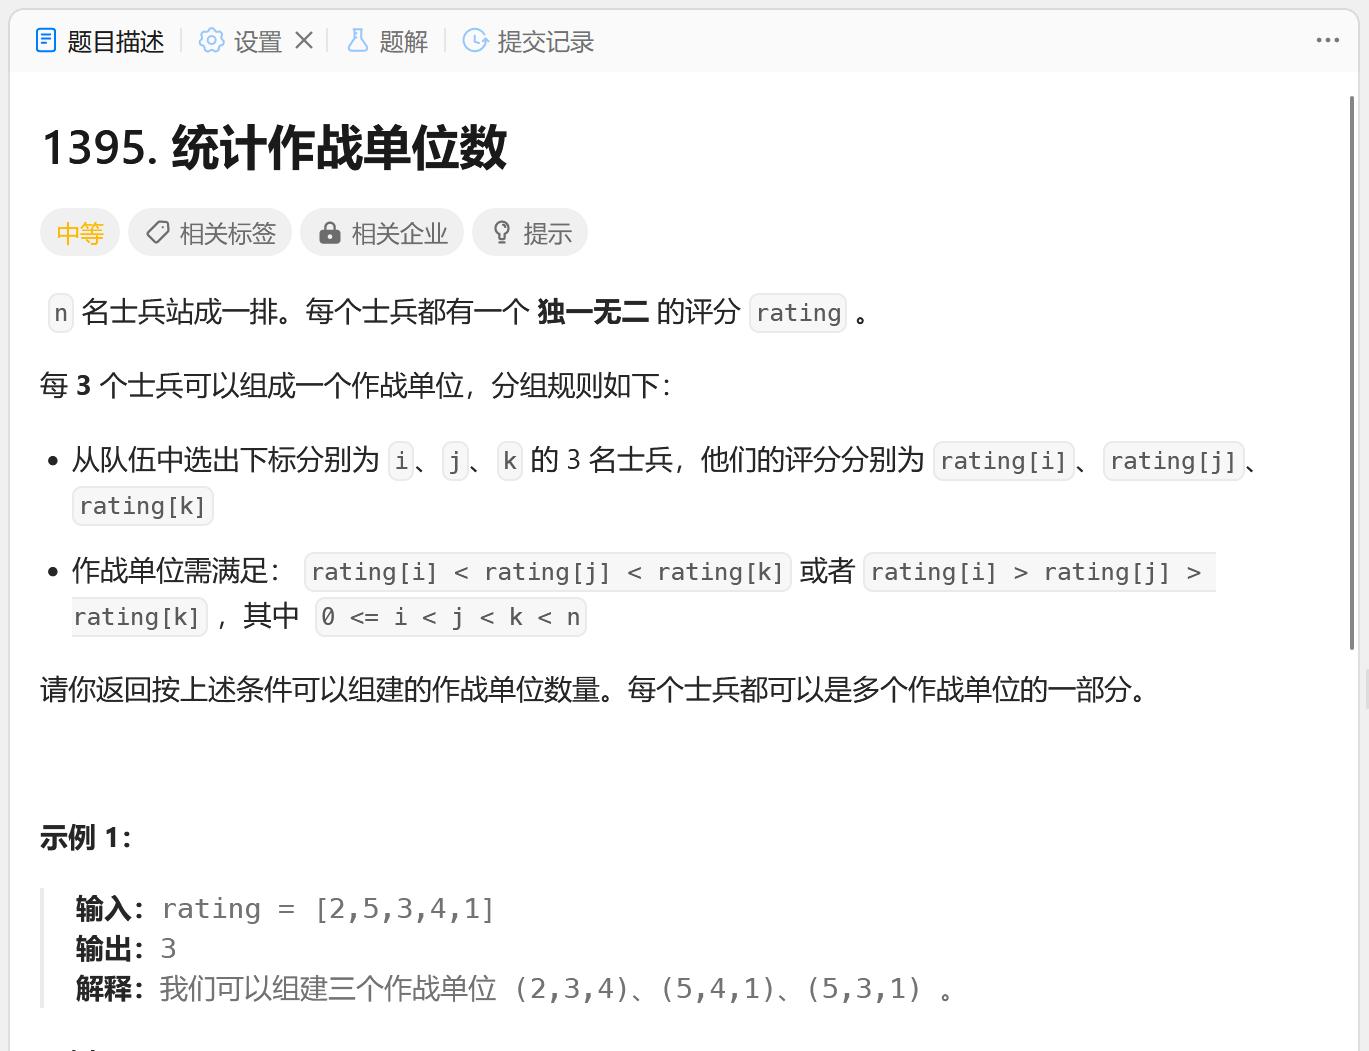 题目描述 设置 题解 提交记录
1395. 统计作战单位数
中等 相关标签 相关企业 提示
n 名士兵站成一排。每个士兵都有一个 独一无二 的评分 rating 。
每 3 个士兵可以组成一个作战单位，分组规则如下：
• 从队伍中选出下标分别为 i、j、k 的 3 名士兵，他们的评分分别为 rating[i]、rating[j]、
rating[k]
• 作战单位需满足： rating[i] < rating[j] < rating[k] 或者 rating[i] > rating[j] >
rating[k] ，其中 0 <= i < j < k < n
请你返回按上述条件可以组建的作战单位数量。每个士兵都可以是多个作战单位的一部分。
示例 1：
输入：rating = [2,5,3,4,1]
输出：3
解释：我们可以组建三个作战单位 (2,3,4)、(5,4,1)、(5,3,1) 。